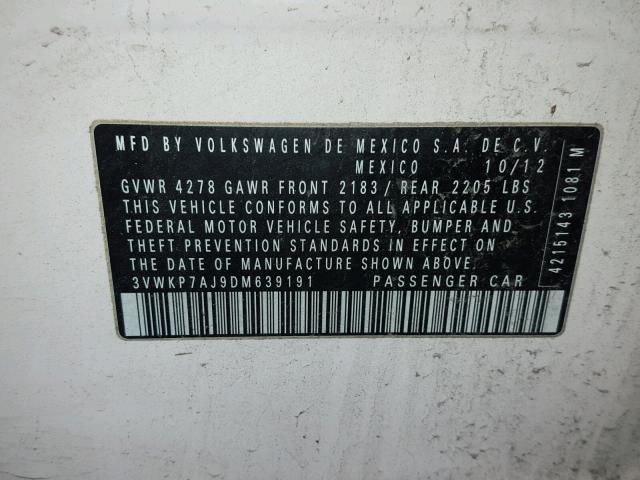 MFD BY VOLKSWAGEN DE MEXICO S.A. DE C.V.
MEXICO 10/12
GVWR 4278 GAWR FRONT 2183/REAR 2205 LBS
THIS VEHICLE CONFORMS TO ALL APPLICABLE U.S.
FEDERAL MOTOR VEHICLE SAFETY, BUMPER AND
THEFT PREVENTION STANDARDS IN EFFECT ON
THE DATE OF MANUFACTURE SHOWN ABOVE.
3VWKP7AJ9DM639191 PASSENGER CAR
4215143 1081 M